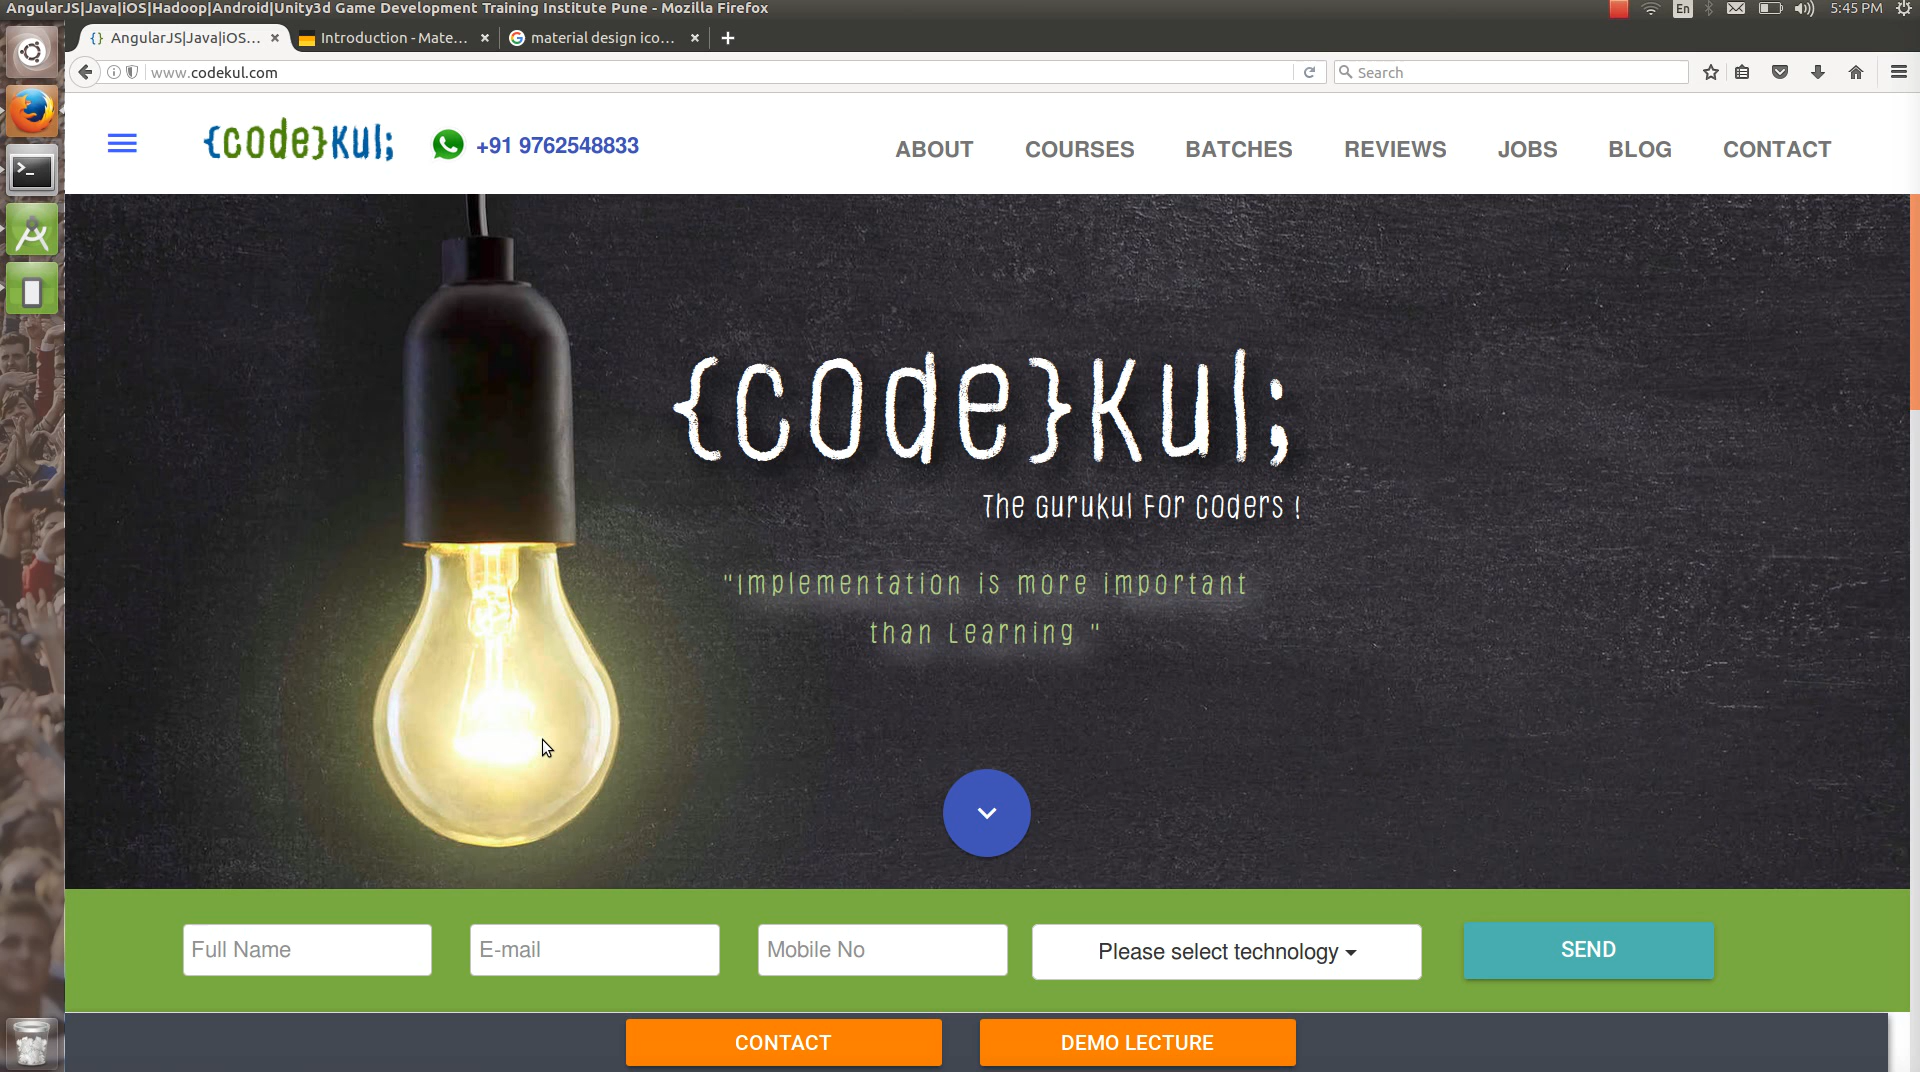 AngularJS|Java|iOS|Hadoop|Android|Unity3d Game Development Training Institute Pune - Mozilla Firefox
En
5:45 PM
{} AngularJS|Java|iOS...
Introduction - Mate...
material design ico...
www.codekul.com
Search
{code}kul;
+91 9762548833
ABOUT
COURSES
BATCHES
REVIEWS
JOBS
BLOG
CONTACT
{code}kul;
The Gurukul For Coders !
"Implementation is more important
than Learning "
Full Name
E-mail
Mobile No
Please select technology
SEND
CONTACT
DEMO LECTURE